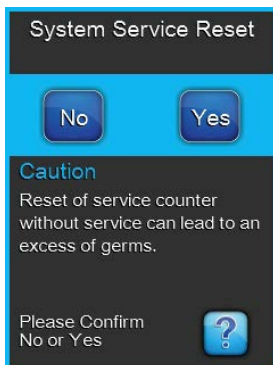 System Service Reset
No Yes
Caution
Reset of service counter
without service can lead to an
excess of germs.
Please Confirm
No or Yes
?